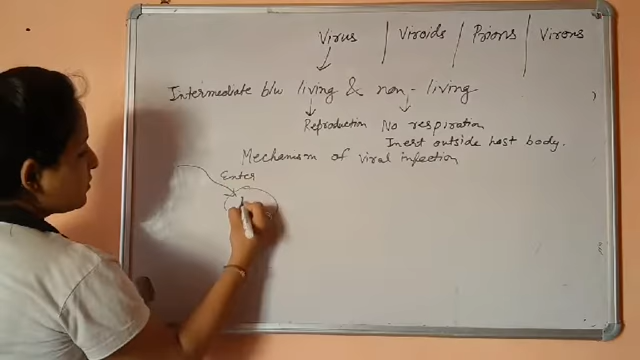 Virus | Viroids | Prions | Virons
Intermediate b/w living & non-living
Reproduction No respiration
Inert outside host body.
Mechanism of viral infection
Enter